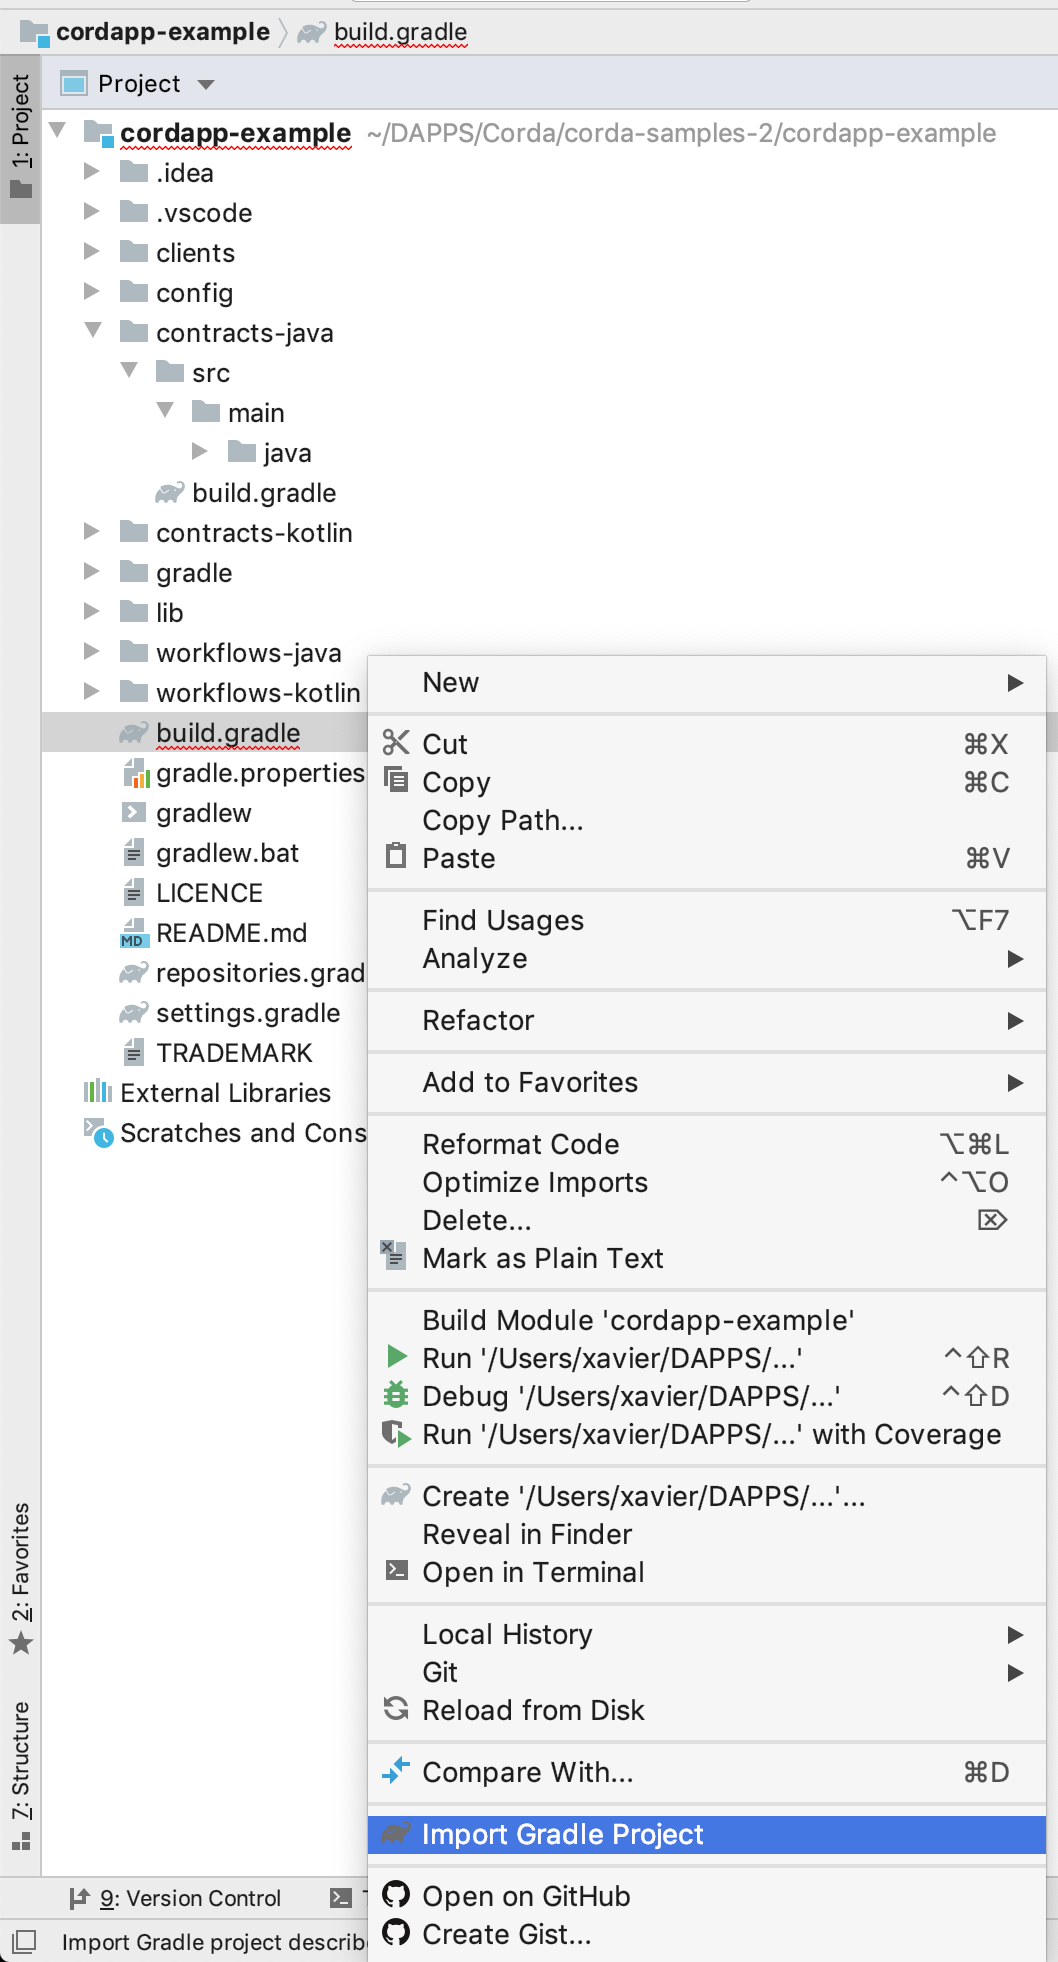 cordapp-example
build.gradle
1: Project
Project
cordapp-example ~/DAPPS/Corda/corda-samples-2/cordapp-example
.idea
.vscode
clients
config
contracts-java
src
main
java
build.gradle
contracts-kotlin
gradle
lib
workflows-java
workflows-kotlin
build.gradle
gradle.properties
gradlew
gradlew.bat
LICENCE
MD README.md
repositories.grad
settings.gradle
TRADEMARK
External Libraries
Scratches and Cons
New
Cut ⌘X
Copy ⌘C
Copy Path...
Paste ⌘V
Find Usages ⌥F7
Analyze
Refactor
Add to Favorites
Reformat Code ⌥⌘L
Optimize Imports ^⌥O
Delete... ⌦
Mark as Plain Text
Build Module 'cordapp-example'
Run '/Users/xavier/DAPPS/...' ^⇧R
Debug '/Users/xavier/DAPPS/...' ^⇧D
Run '/Users/xavier/DAPPS/...' with Coverage
Create '/Users/xavier/DAPPS/...'...
Reveal in Finder
Open in Terminal
Local History
Git
Reload from Disk
Compare With... ⌘D
Import Gradle Project
Open on GitHub
Create Gist...
2: Favorites
7: Structure
9: Version Control
Import Gradle project describ